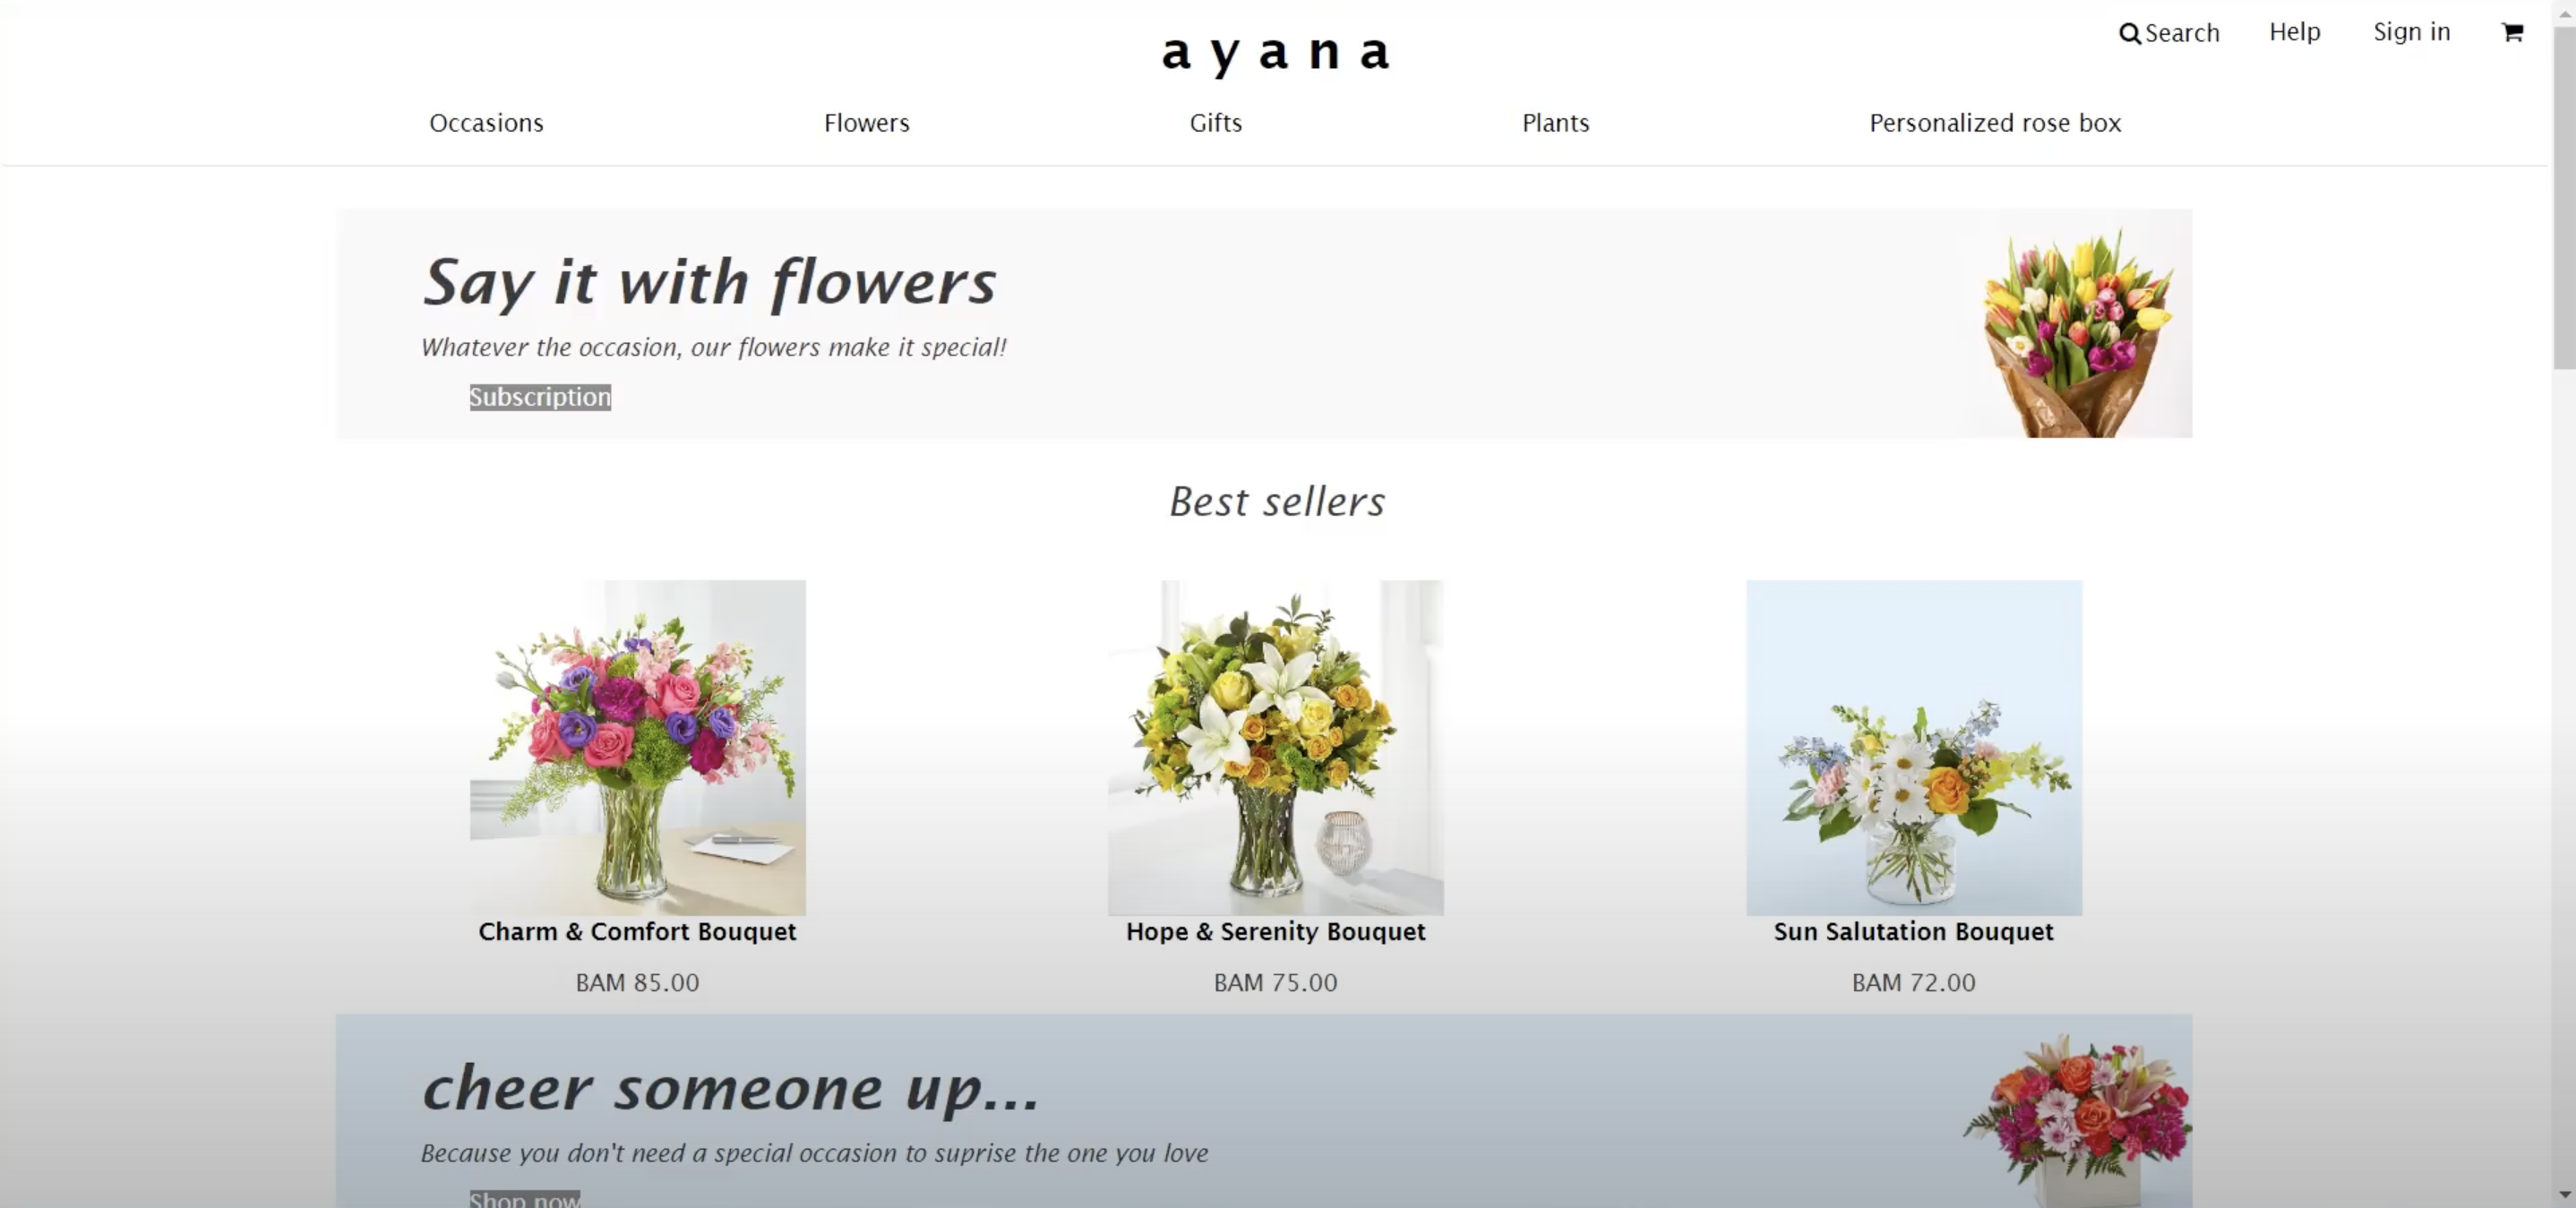 ayana
Search Help Sign in
Occasions Flowers Gifts Plants Personalized rose box
Say it with flowers
Whatever the occasion, our flowers make it special!
Subscription
Best sellers
Charm & Comfort Bouquet
BAM 85.00
Hope & Serenity Bouquet
BAM 75.00
Sun Salutation Bouquet
BAM 72.00
cheer someone up...
Because you don't need a special occasion to suprise the one you love
Shop now